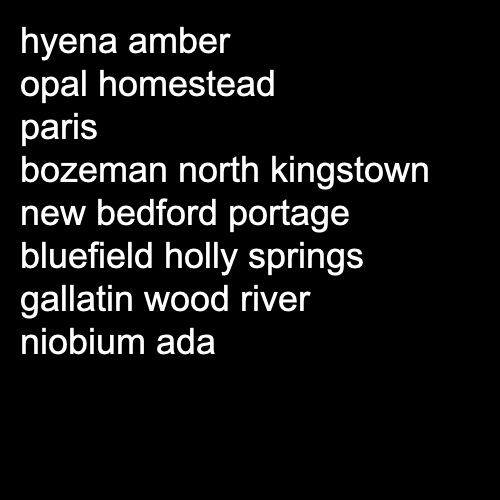 hyena amber
opal homestead
paris
bozeman north kingstown
new bedford portage
bluefield holly springs
gallatin wood river
niobium ada